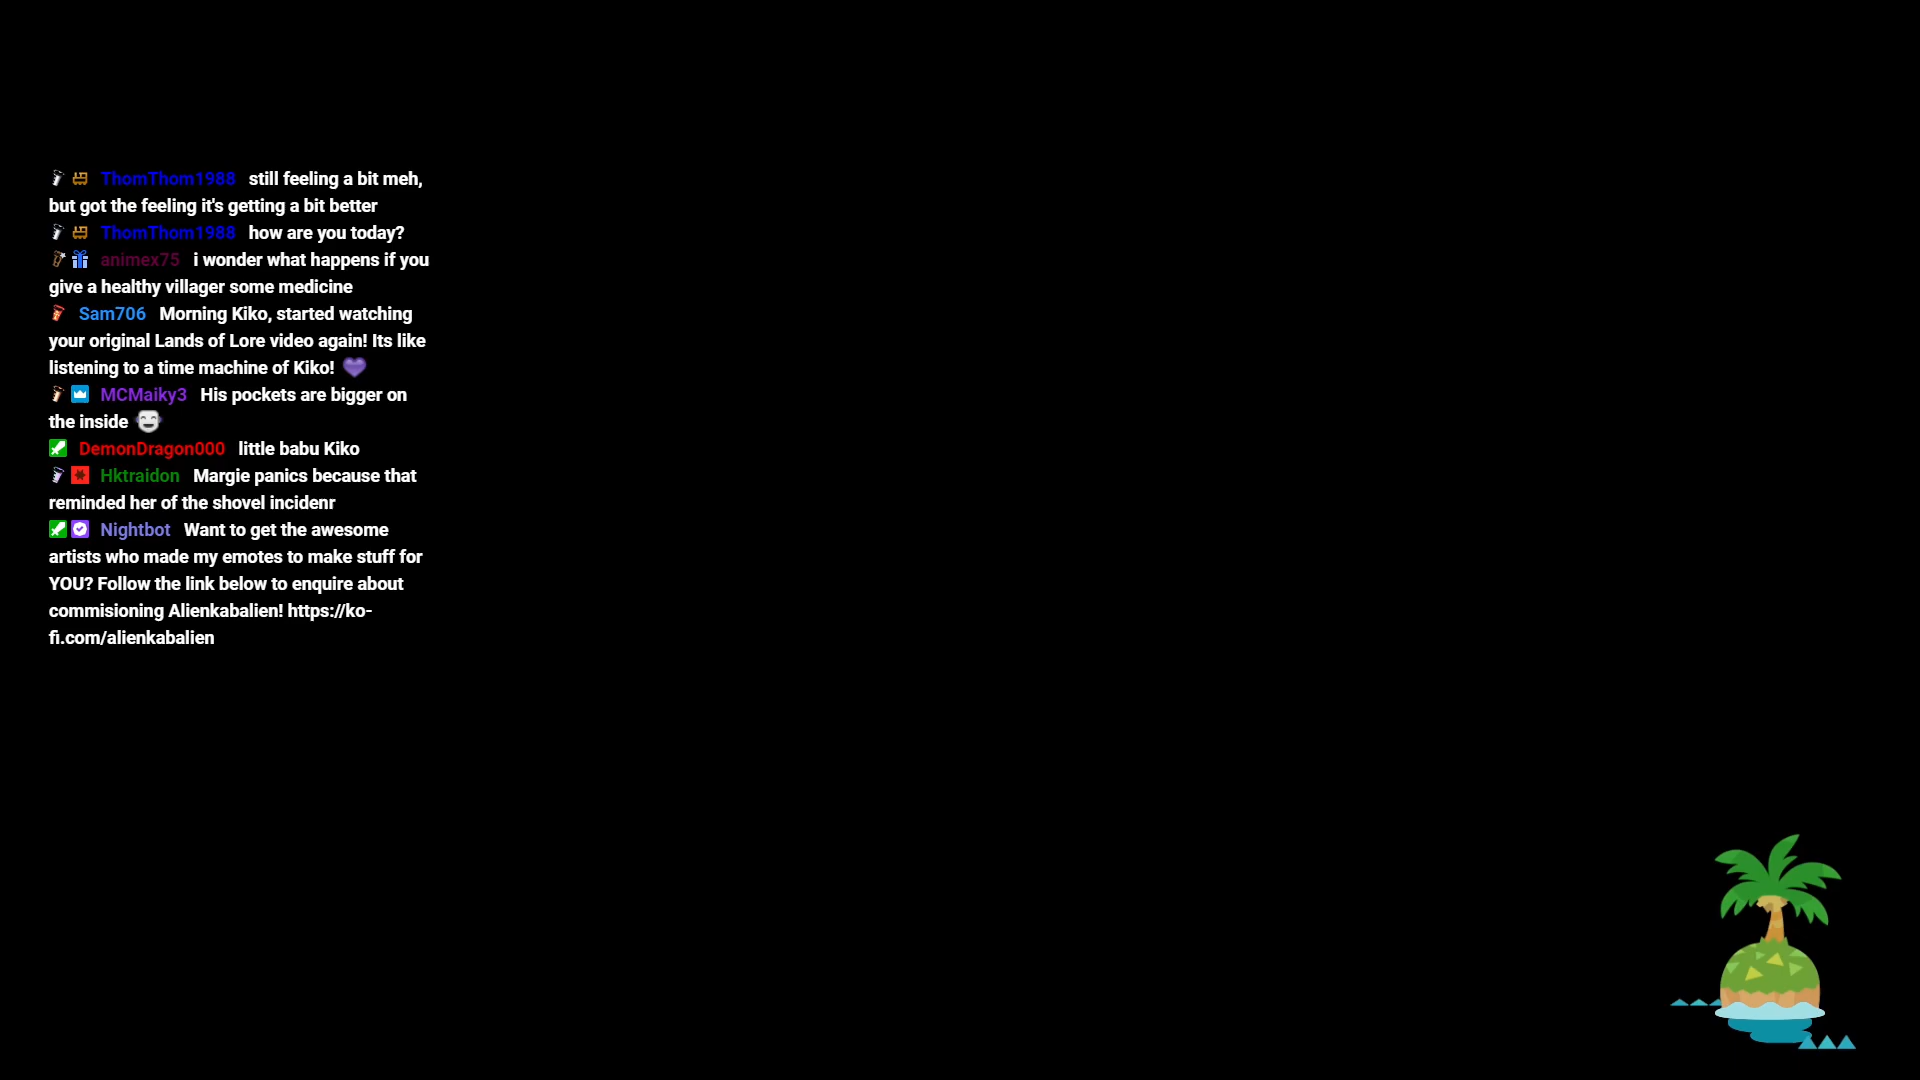 ThomThom1988 still feeling a bit meh,
but got the feeling it's getting a bit better
ThomThom1988 how are you today?
animex75 i wonder what happens if you
give a healthy villager some medicine
Sam706 Morning Kiko, started watching
your original Lands of Lore video again! Its like
listening to a time machine of Kiko!
MCMaiky3 His pockets are bigger on
the inside
DemonDragon000 little babu Kiko
Hktraidon Margie panics because that
reminded her of the shovel incidenr
Nightbot Want to get the awesome
artists who made my emotes to make stuff for
YOU? Follow the link below to enquire about
commisioning Alienkabalien! https://ko-
fi.com/alienkabalien